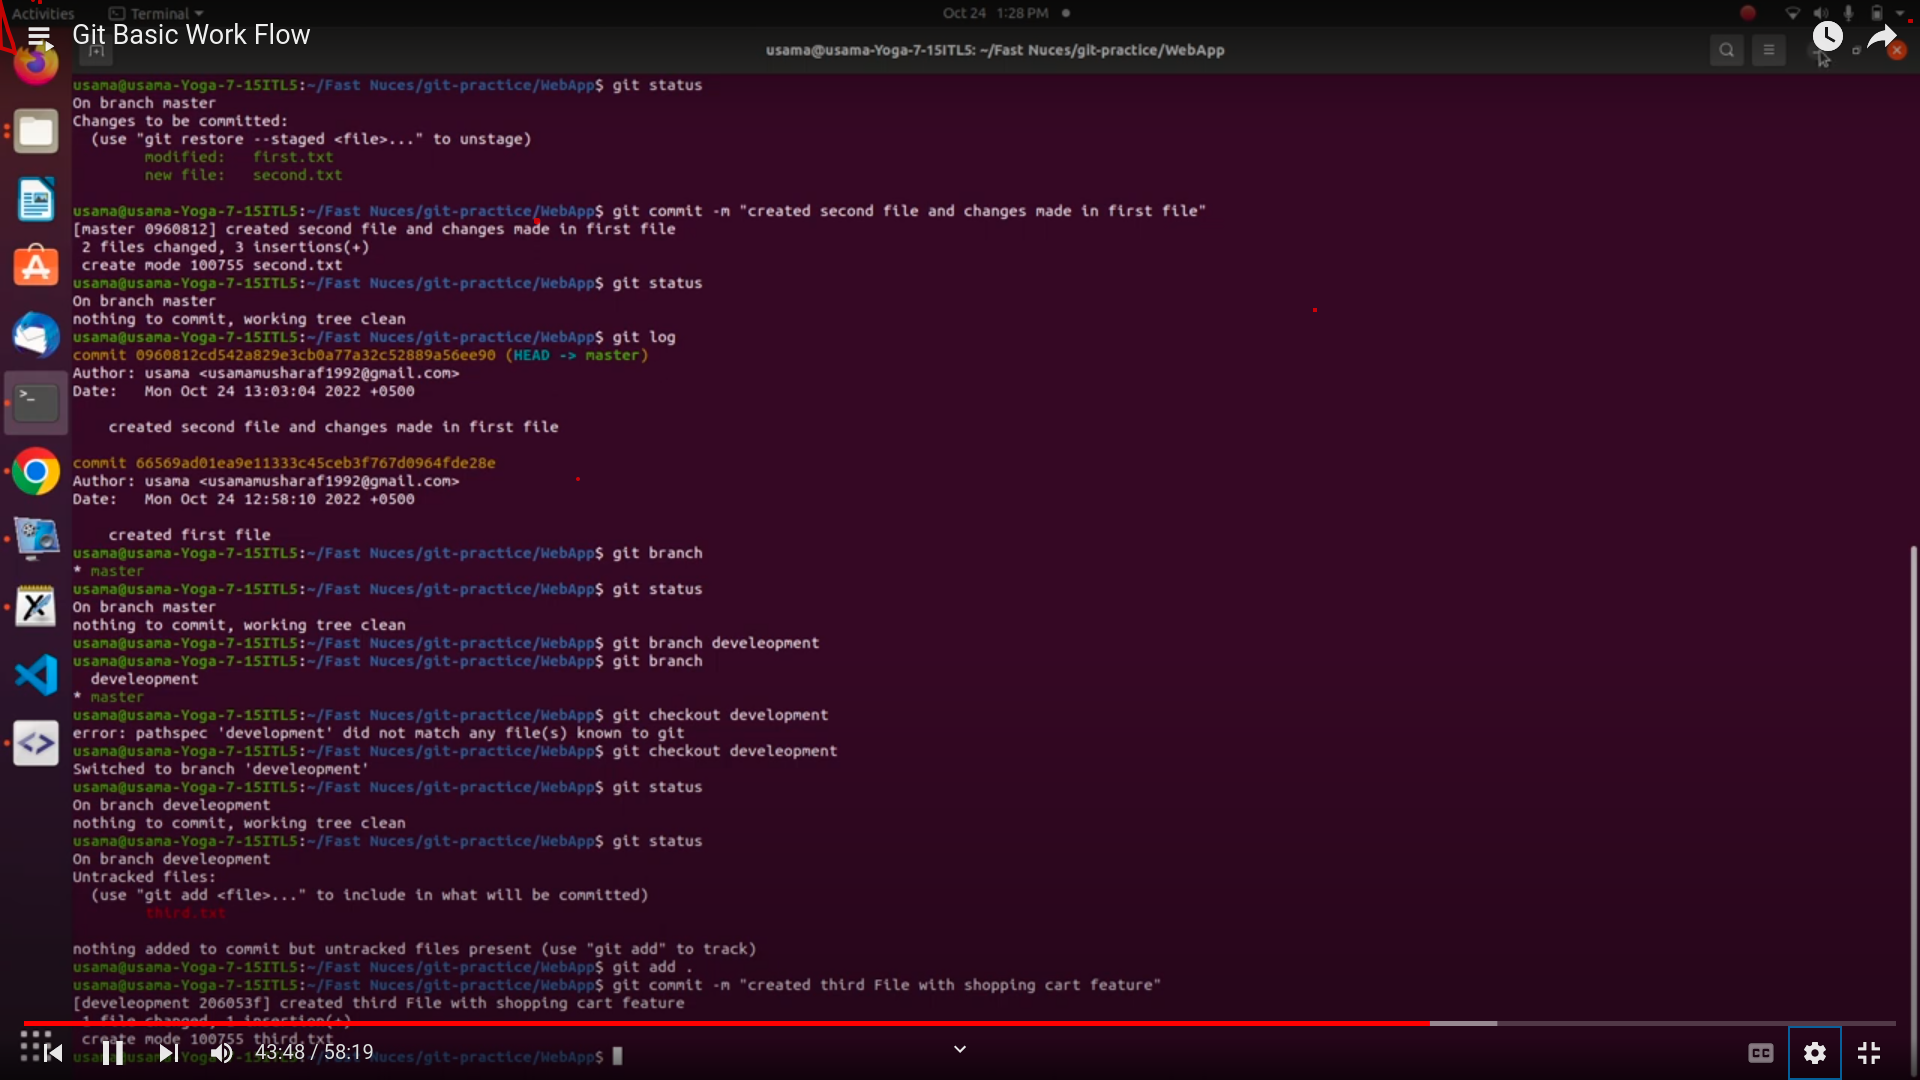 Activities
Terminal
Oct 24 1:28 PM
Git Basic Work Flow
usama@usama-Yoga-7-15ITL5: ~/Fast Nuces/git-practice/WebApp
usama@usama-Yoga-7-15ITL5:~/Fast Nuces/git-practice/WebApp$ git status
On branch master
Changes to be committed:
  (use "git restore --staged <file>..." to unstage)
        modified:   first.txt
        new file:   second.txt
usama@usama-Yoga-7-15ITL5:~/Fast Nuces/git-practice/WebApp$ git commit -m "created second file and changes made in first file"
[master 0960812] created second file and changes made in first file
 2 files changed, 3 insertions(+)
 create mode 100755 second.txt
usama@usama-Yoga-7-15ITL5:~/Fast Nuces/git-practice/WebApp$ git status
On branch master
nothing to commit, working tree clean
usama@usama-Yoga-7-15ITL5:~/Fast Nuces/git-practice/WebApp$ git log
commit 0960812cd542a829e3cb0a77a32c52889a56ee90 (HEAD -> master)
Author: usama <usamamusharaf1992@gmail.com>
Date:   Mon Oct 24 13:03:04 2022 +0500
    created second file and changes made in first file
commit 66569ad01ea9e11333c45ceb3f767d0964fde28e
Author: usama <usamamusharaf1992@gmail.com>
Date:   Mon Oct 24 12:58:10 2022 +0500
    created first file
usama@usama-Yoga-7-15ITL5:~/Fast Nuces/git-practice/WebApp$ git branch
* master
usama@usama-Yoga-7-15ITL5:~/Fast Nuces/git-practice/WebApp$ git status
On branch master
nothing to commit, working tree clean
usama@usama-Yoga-7-15ITL5:~/Fast Nuces/git-practice/WebApp$ git branch develeopment
usama@usama-Yoga-7-15ITL5:~/Fast Nuces/git-practice/WebApp$ git branch
  develeopment
* master
usama@usama-Yoga-7-15ITL5:~/Fast Nuces/git-practice/WebApp$ git checkout development
error: pathspec 'development' did not match any file(s) known to git
usama@usama-Yoga-7-15ITL5:~/Fast Nuces/git-practice/WebApp$ git checkout develeopment
Switched to branch 'develeopment'
usama@usama-Yoga-7-15ITL5:~/Fast Nuces/git-practice/WebApp$ git status
On branch develeopment
nothing to commit, working tree clean
usama@usama-Yoga-7-15ITL5:~/Fast Nuces/git-practice/WebApp$ git status
On branch develeopment
Untracked files:
  (use "git add <file>..." to include in what will be committed)
        third.txt
nothing added to commit but untracked files present (use "git add" to track)
usama@usama-Yoga-7-15ITL5:~/Fast Nuces/git-practice/WebApp$ git add .
usama@usama-Yoga-7-15ITL5:~/Fast Nuces/git-practice/WebApp$ git commit -m "created third File with shopping cart feature"
[develeopment 206053f] created third File with shopping cart feature
 1 file changed, 1 insertion(+)
 create mode 100755 third.txt
usama@usama-Yoga-7-15ITL5:~/Fast Nuces/git-practice/WebApp$
43:48 / 58:19
CC